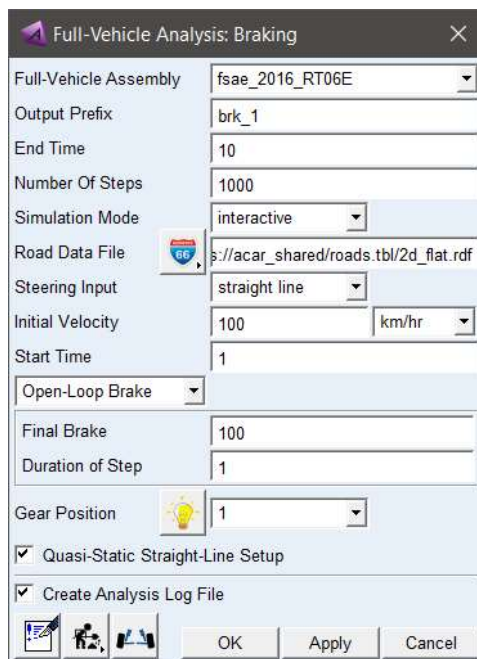 Full-Vehicle Analysis: Braking
Full-Vehicle Assembly fsae_2016_RT06E
Output Prefix brk_1
End Time 10
Number Of Steps 1000
Simulation Mode interactive
Road Data File 66 s://acar_shared/roads.tbl/2d_flat.rdf
Steering Input straight line
Initial Velocity 100 km/hr
Start Time 1
Open-Loop Brake
Final Brake 100
Duration of Step 1
Gear Position 1
Quasi-Static Straight-Line Setup
Create Analysis Log File
OK Apply Cancel